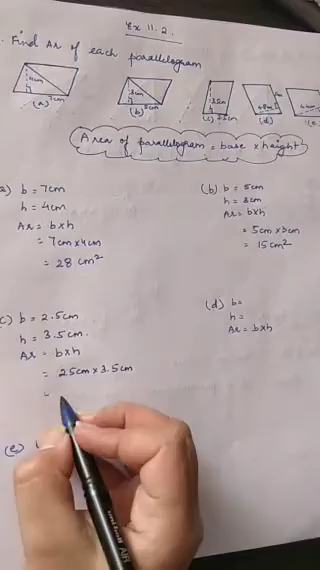 Ex 11.2.
Find Ar of each parallelogram
4cm
7cm
(a)
3cm
5cm
(b)
(c)
(d)
Area of parallelogram = base x height
b = 7cm
h = 4cm
Ar = bxh
= 7cm x 4cm
= 28 cm²
(b) b = 5cm
h = 3cm
Ar = bxh
= 5cm x 3cm
= 15cm²
c) b = 2.5cm
h = 3.5cm.
Ar = bxh
= 2.5cm x 3.5cm
=
(d) b=
h =
Ar = bxh
(e)